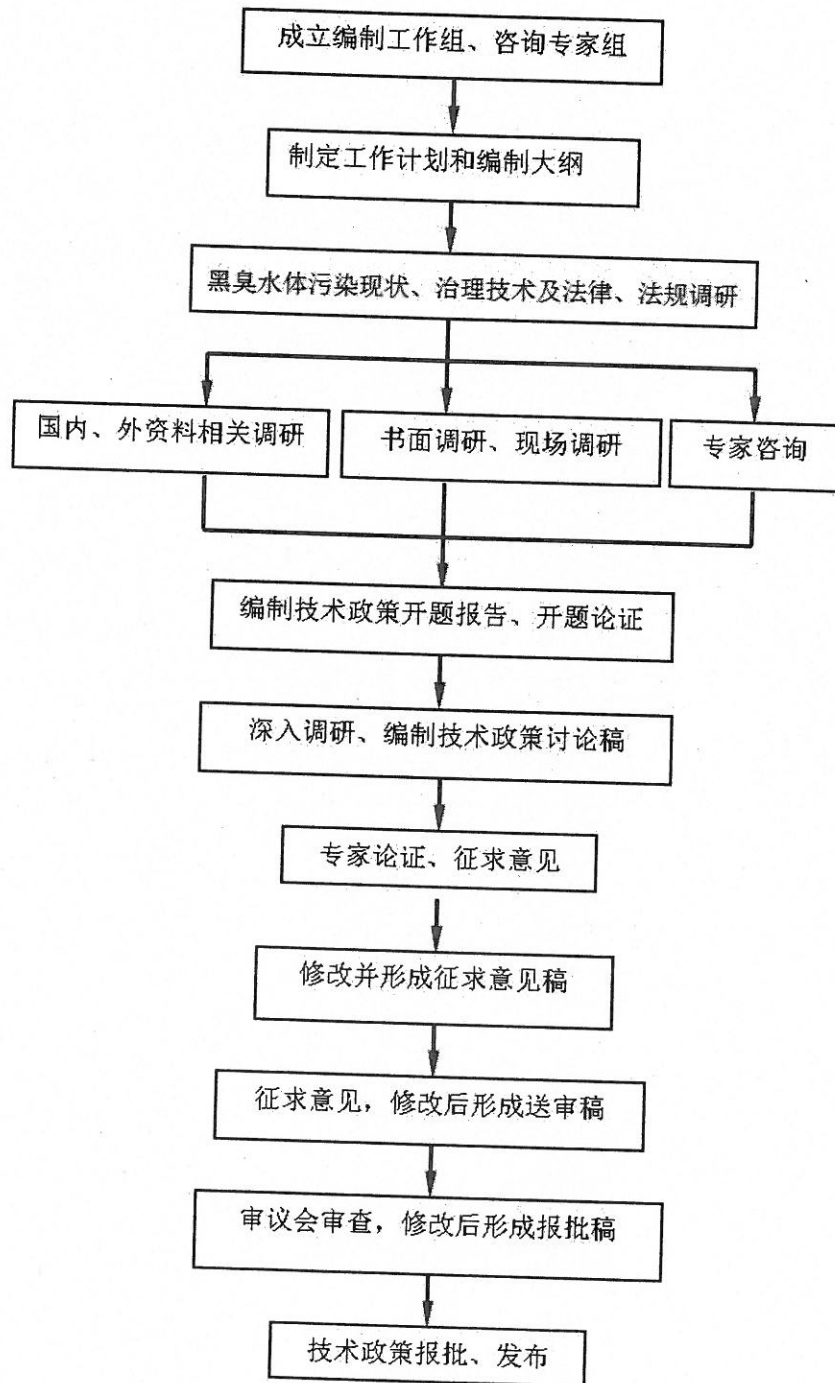 成立编制工作组、咨询专家组
制定工作计划和编制大纲
黑臭水体污染现状、治理技术及法律、法规调研
国内、外资料相关调研
书面调研、现场调研
专家咨询
编制技术政策开题报告、开题论证
深入调研、编制技术政策讨论稿
专家论证、征求意见
修改并形成征求意见稿
征求意见，修改后形成送审稿
审议会审查，修改后形成报批稿
技术政策报批、发布